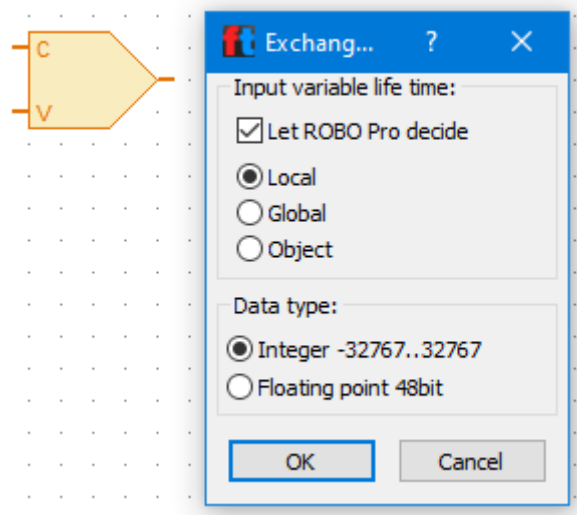 C
V
ft Exchang... ?
Input variable life time:
Let ROBO Pro decide
Local
Global
Object
Data type:
Integer -32767..32767
Floating point 48bit
OK Cancel